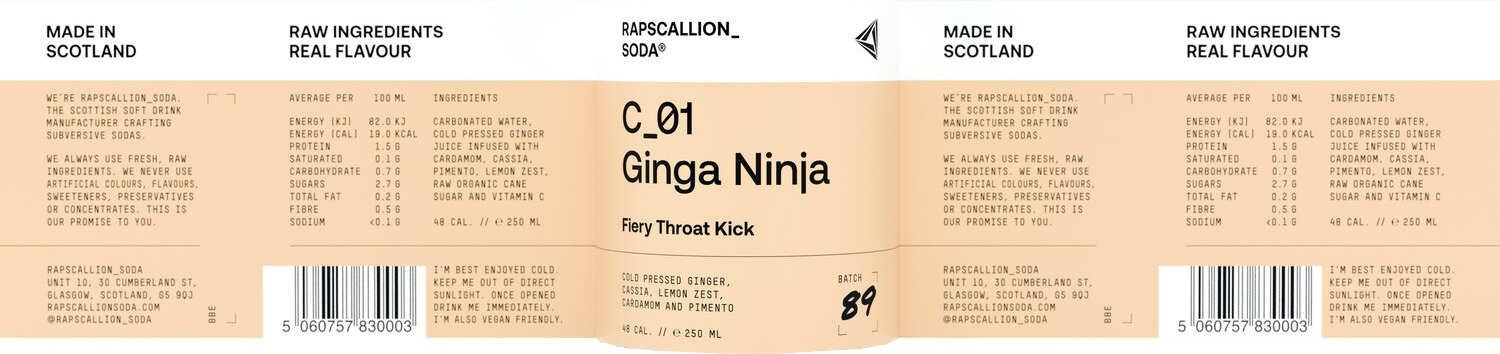 MADE IN
SCOTLAND
WE'RE RAPSCALLION_SODA.
THE SCOTTISH SOFT DRINK
MANUFACTURER CRAFTING
SUBVERSIVE SODAS.
WE ALWAYS USE FRESH, RAW
INGREDIENTS. WE NEVER USE
ARTIFICIAL COLOURS, FLAVOURS,
SWEETENERS, PRESERVATIVES
OR CONCENTRATES. THIS IS
OUR PROMISE TO YOU.
RAPSCALLION_SODA
UNIT 10, 30 CUMBERLAND ST,
GLASGOW, SCOTLAND, G5 9QJ
RAPSCALLIONSODA.COM
@RAPSCALLION_SODA
BBE
RAW INGREDIENTS
REAL FLAVOUR
AVERAGE PER 100 ML
ENERGY (KJ) 82.0 KJ
ENERGY (CAL) 19.0 KCAL
PROTEIN 1.5 G
SATURATED 0.1 G
CARBOHYDRATE 0.7 G
SUGARS 2.7 G
TOTAL FAT 0.2 G
FIBRE 0.5 G
SODIUM <0.1 G
INGREDIENTS
CARBONATED WATER,
COLD PRESSED GINGER
JUICE INFUSED WITH
CARDAMOM, CASSIA,
PIMENTO, LEMON ZEST,
RAW ORGANIC CANE
SUGAR AND VITAMIN C
48 CAL. // ℮ 250 ML
5 060757 830003
I'M BEST ENJOYED COLD.
KEEP ME OUT OF DIRECT
SUNLIGHT. ONCE OPENED
DRINK ME IMMEDIATELY.
I'M ALSO VEGAN FRIENDLY.
RAPSCALLION_
SODA®
C_01
Ginga Ninja
Fiery Throat Kick
COLD PRESSED GINGER,
CASSIA, LEMON ZEST,
CARDAMOM AND PIMENTO
48 CAL. // ℮ 250 ML
BATCH
89
MADE IN
SCOTLAND
WE'RE RAPSCALLION_SODA.
THE SCOTTISH SOFT DRINK
MANUFACTURER CRAFTING
SUBVERSIVE SODAS.
WE ALWAYS USE FRESH, RAW
INGREDIENTS. WE NEVER USE
ARTIFICIAL COLOURS, FLAVOURS,
SWEETENERS, PRESERVATIVES
OR CONCENTRATES. THIS IS
OUR PROMISE TO YOU.
RAPSCALLION_SODA
UNIT 10, 30 CUMBERLAND ST,
GLASGOW, SCOTLAND, G5 9QJ
RAPSCALLIONSODA.COM
@RAPSCALLION_SODA
BBE
RAW INGREDIENTS
REAL FLAVOUR
AVERAGE PER 100 ML
ENERGY (KJ) 82.0 KJ
ENERGY (CAL) 19.0 KCAL
PROTEIN 1.5 G
SATURATED 0.1 G
CARBOHYDRATE 0.7 G
SUGARS 2.7 G
TOTAL FAT 0.2 G
FIBRE 0.5 G
SODIUM <0.1 G
INGREDIENTS
CARBONATED WATER,
COLD PRESSED GINGER
JUICE INFUSED WITH
CARDAMOM, CASSIA,
PIMENTO, LEMON ZEST,
RAW ORGANIC CANE
SUGAR AND VITAMIN C
48 CAL. // ℮ 250 ML
5 060757 830003
I'M BEST ENJOYED COLD.
KEEP ME OUT OF DIRECT
SUNLIGHT. ONCE OPENED
DRINK ME IMMEDIATELY.
I'M ALSO VEGAN FRIENDLY.